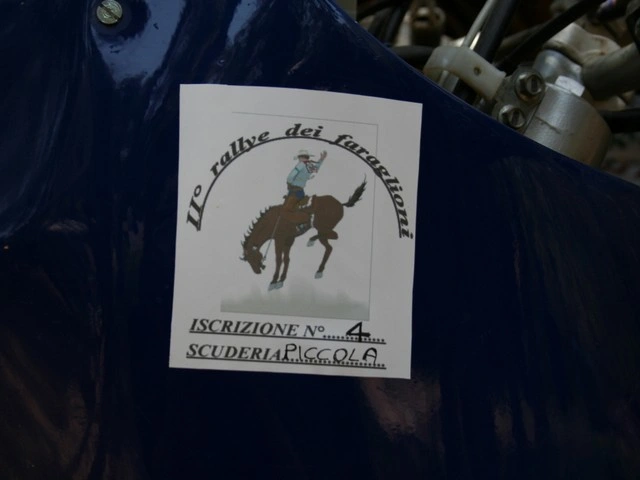 II° rallye dei faraglioni
ISCRIZIONE N°......4......
SCUDERIA PICCOLA